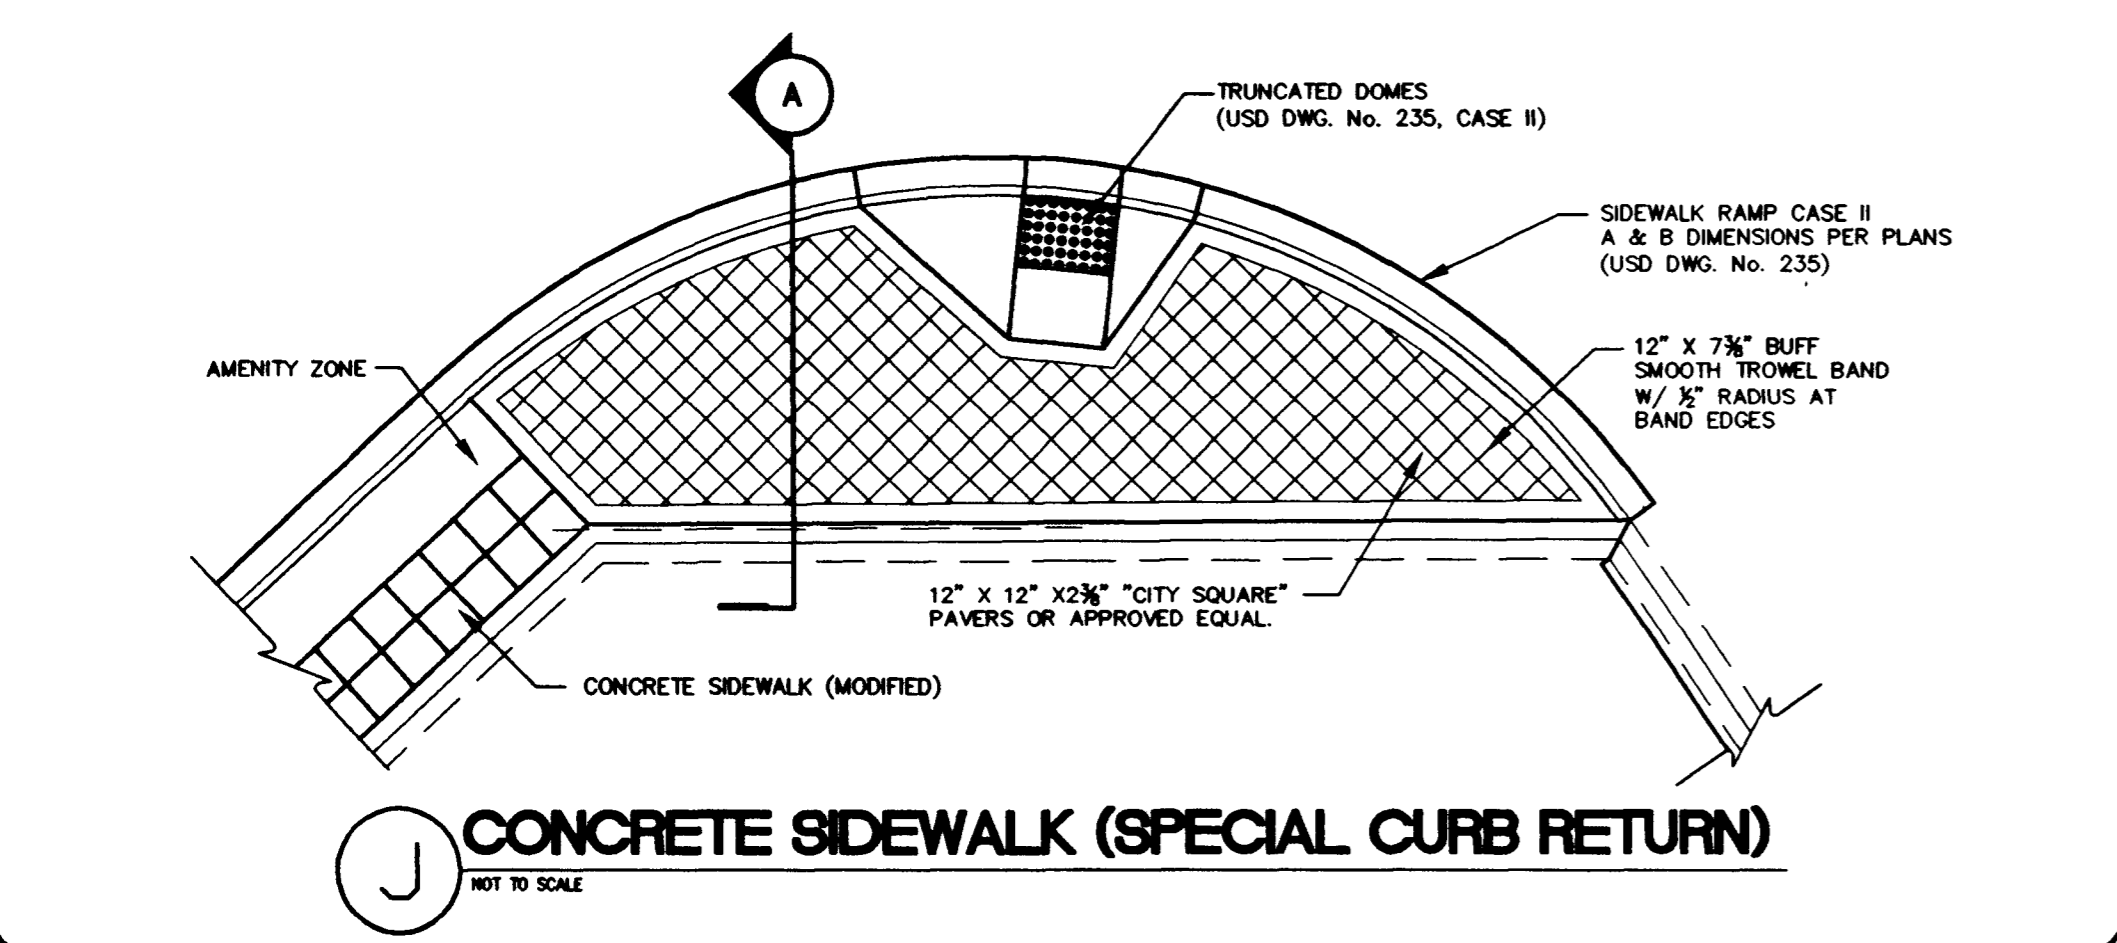 A
TRUNCATED DOMES
(USD DWG. No. 235, CASE II)
SIDEWALK RAMP CASE II
A & B DIMENSIONS PER PLANS
(USD DWG. No. 235)
12" X 7⅜" BUFF
SMOOTH TROWEL BAND
W/ ½" RADIUS AT
BAND EDGES
AMENITY ZONE
12" X 12" X2⅜" "CITY SQUARE"
PAVERS OR APPROVED EQUAL.
CONCRETE SIDEWALK (MODIFIED)
J
CONCRETE SIDEWALK (SPECIAL CURB RETURN)
NOT TO SCALE